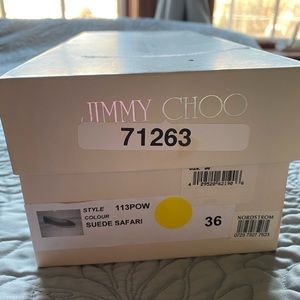 JIMMY CHOO
71263
STYLE 113POW
COLOUR
SUEDE SAFARI
36
NORDSTROM